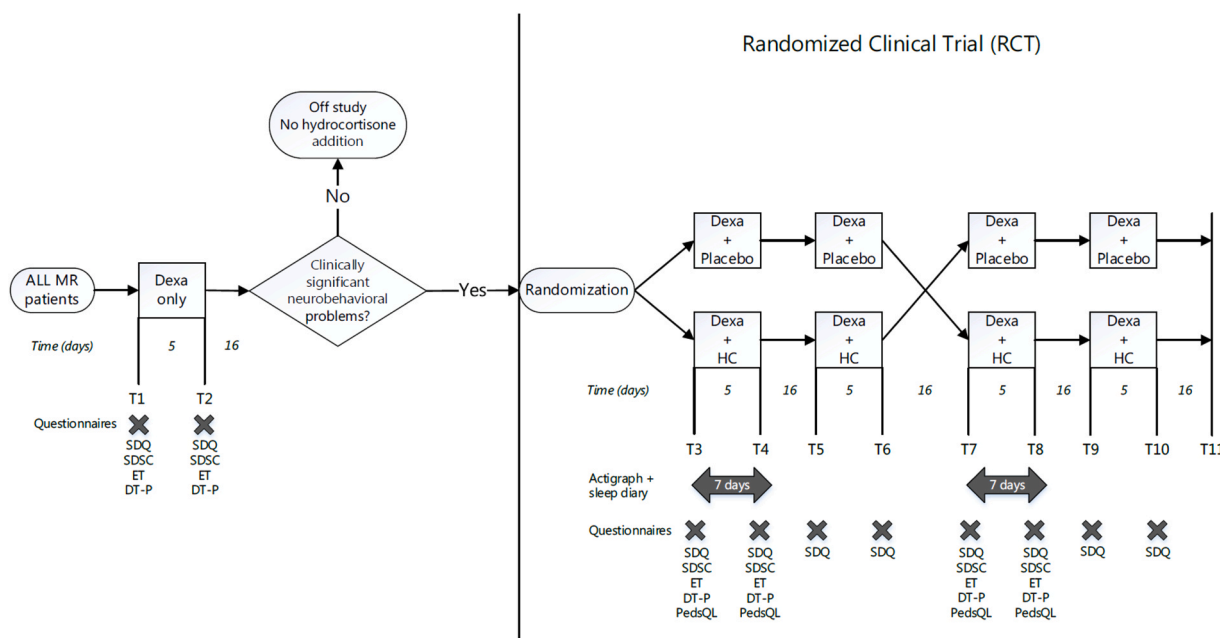 Randomized Clinical Trial (RCT)
Off study
No hydrocortisone
addition
No
ALL MR
patients
Dexa
only
Clinically
significant
neurobehavioral
problems?
Yes
Randomization
Dexa
+
Placebo
Dexa
+
Placebo
Dexa
+
Placebo
Dexa
+
Placebo
Dexa
+
HC
Dexa
+
HC
Dexa
+
HC
Dexa
+
HC
Time (days) 5 16
Time (days) 5 16 5 16 5 16 5 16
T1 T2
T3 T4 T5 T6 T7 T8 T9 T10 T11
Questionnaires
SDQ SDQ
SDSC SDSC
ET ET
DT-P DT-P
Actigraph +
sleep diary
7 days 7 days
Questionnaires
SDQ SDQ SDQ SDQ SDQ SDQ SDQ SDQ
SDSC SDSC SDSC SDSC
ET ET ET ET
DT-P DT-P DT-P DT-P
PedsQL PedsQL PedsQL PedsQL